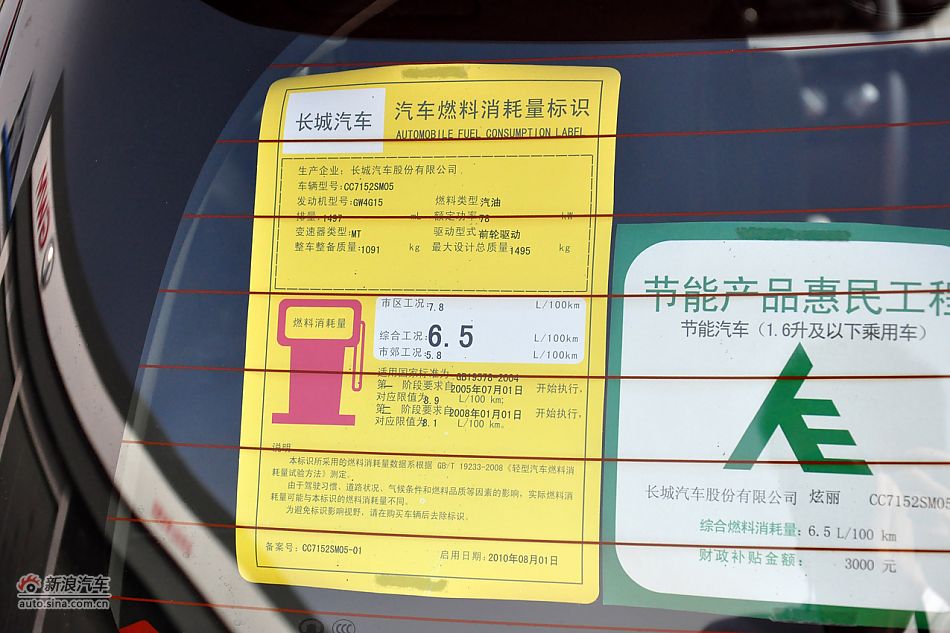 长城汽车
汽车燃料消耗量标识
AUTOMOBILE FUEL CONSUMPTION LABEL
生产企业: 长城汽车股份有限公司
车辆型号:CC7152SM05
发动机型号:GW4G15 燃料类型:汽油
排量:1497 mL 额定功率:78 kW
变速器类型:MT 驱动型式:前轮驱动
整车整备质量:1091 kg 最大设计总质量:1495 kg
燃料消耗量
市区工况:7.8 L/100km
综合工况:6.5 L/100km
市郊工况:5.8 L/100km
适用国家标准为 GB19578-2004
第一 阶段要求自2005年07月01日 开始执行,
对应限值为8.9 L/100 km;
第二 阶段要求自2008年01月01日 开始执行,
对应限值为8.1 L/100 km。
说明
本标识所采用的燃料消耗量数据系根据 GB/T 19233-2008《轻型汽车燃料消
耗量试验方法》测定。
由于驾驶习惯、道路状况、气候条件和燃料品质等因素的影响, 实际燃料消
耗量可能与本标识的燃料消耗量不同。
为避免标识影响视野, 请在购买车辆后去除标识。
备案号: CC7152SM05-01 启用日期:2010年08月01日
节能产品惠民工程
节能汽车（1.6升及以下乘用车）
长城汽车股份有限公司 炫丽 CC7152SM05
综合燃料消耗量: 6.5 L/100 km
财政补贴金额: 3000 元
新浪汽车
auto.sina.com.cn